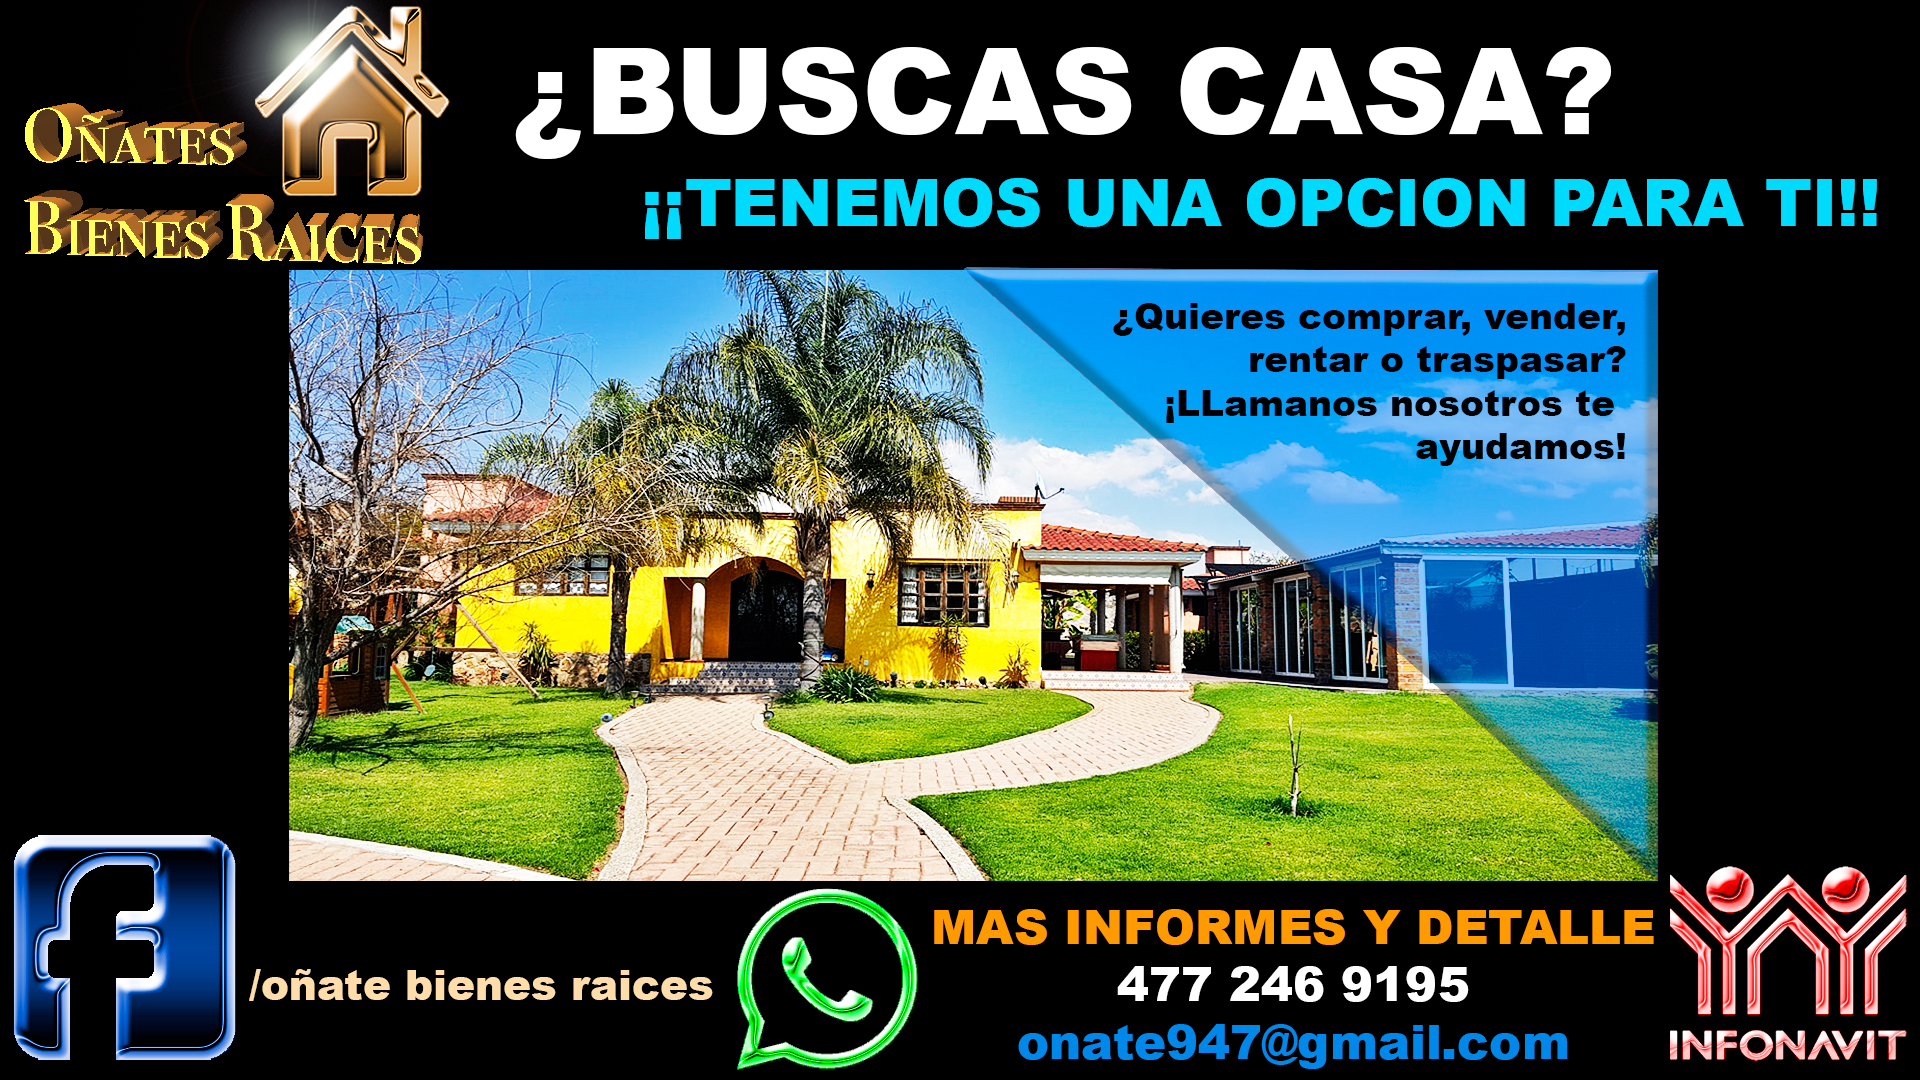 OÑATES
BIENES RAICES
¿BUSCAS CASA?
¡¡TENEMOS UNA OPCION PARA TI!!
¿Quieres comprar, vender,
rentar o traspasar?
¡LLamanos nosotros te
ayudamos!
/oñate bienes raices
MAS INFORMES Y DETALLE
477 246 9195
onate947@gmail.com
INFONAVIT